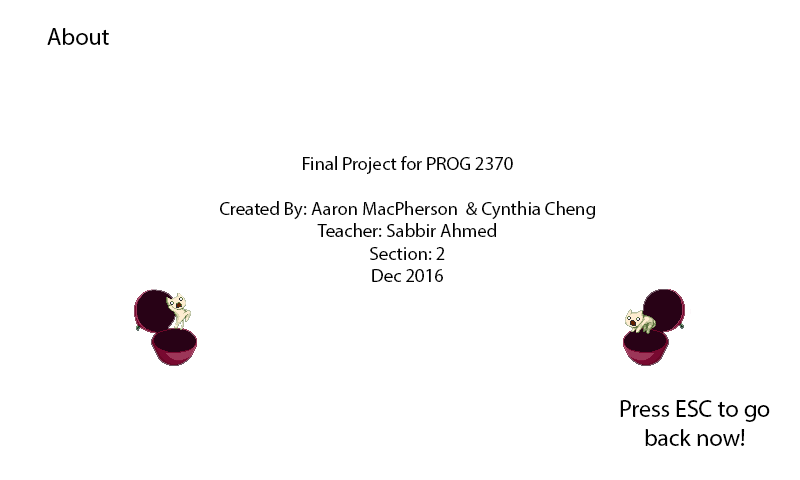 About
Final Project for PROG 2370
Created By: Aaron MacPherson  & Cynthia Cheng
Teacher: Sabbir Ahmed
Section: 2
Dec 2016
Press ESC to go
back now!